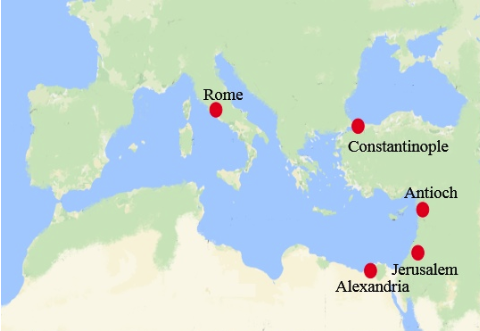 Rome
Constantinople
Antioch
Jerusalem
Alexandria